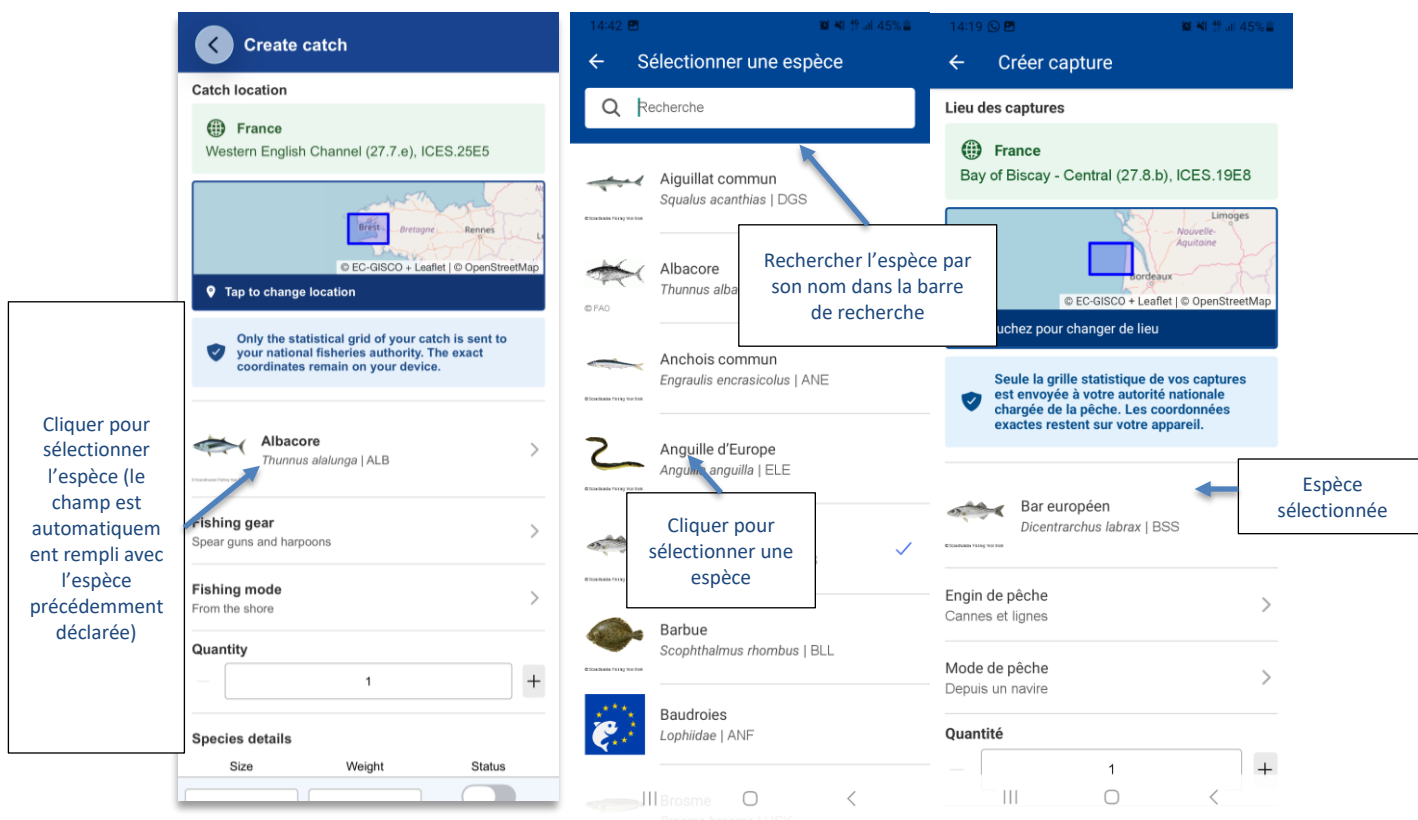 Cliquer pour
sélectionner
l’espèce (le
champ est
automatiquem
ent rempli avec
l’espèce
précédemment
déclarée)
Create catch
Catch location
France
Western English Channel (27.7.e), ICES.25E5
Brest
Bretagne
Rennes
© EC-GISCO + Leaflet | © OpenStreetMap
Tap to change location
Only the statistical grid of your catch is sent to
your national fisheries authority. The exact
coordinates remain on your device.
Albacore
Thunnus alalunga | ALB
Fishing gear
Spear guns and harpoons
Fishing mode
From the shore
Quantity
1
Species details
Size Weight Status
14:42
45%
Sélectionner une espèce
Recherche
Aiguillat commun
Squalus acanthias | DGS
Albacore
Thunnus alba
© FAO
Rechercher l’espèce par
son nom dans la barre
de recherche
Anchois commun
Engraulis encrasicolus | ANE
Anguille d’Europe
Anguilla anguilla | ELE
Cliquer pour
sélectionner une
espèce
Barbue
Scophthalmus rhombus | BLL
Baudroies
Lophiidae | ANF
Brosme
14:19
45%
Créer capture
Lieu des captures
France
Bay of Biscay - Central (27.8.b), ICES.19E8
Limoges
Nouvelle-
Aquitaine
Bordeaux
© EC-GISCO + Leaflet | © OpenStreetMap
uchez pour changer de lieu
Seule la grille statistique de vos captures
est envoyée à votre autorité nationale
chargée de la pêche. Les coordonnées
exactes restent sur votre appareil.
Bar européen
Dicentrarchus labrax | BSS
Espèce
sélectionnée
Engin de pêche
Cannes et lignes
Mode de pêche
Depuis un navire
Quantité
1